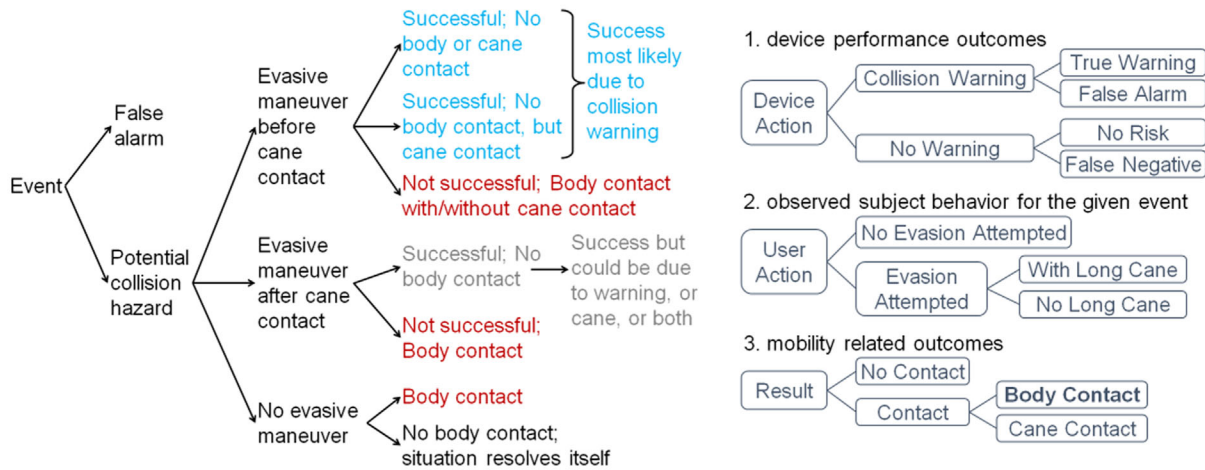 Event
False
alarm
Potential
collision
hazard
Evasive
maneuver
before
cane
contact
Successful; No
body or cane
contact
Successful; No
body contact, but
cane contact
Success
most likely
due to
collision
warning
Not successful; Body contact
with/without cane contact
Evasive
maneuver
after cane
contact
Successful; No
body contact
Success but
could be due
to warning, or
cane, or both
Not successful;
Body contact
No evasive
maneuver
Body contact
No body contact;
situation resolves itself
1. device performance outcomes
Device
Action
Collision Warning
True Warning
False Alarm
No Warning
No Risk
False Negative
2. observed subject behavior for the given event
User
Action
No Evasion Attempted
Evasion
Attempted
With Long Cane
No Long Cane
3. mobility related outcomes
Result
No Contact
Contact
Body Contact
Cane Contact